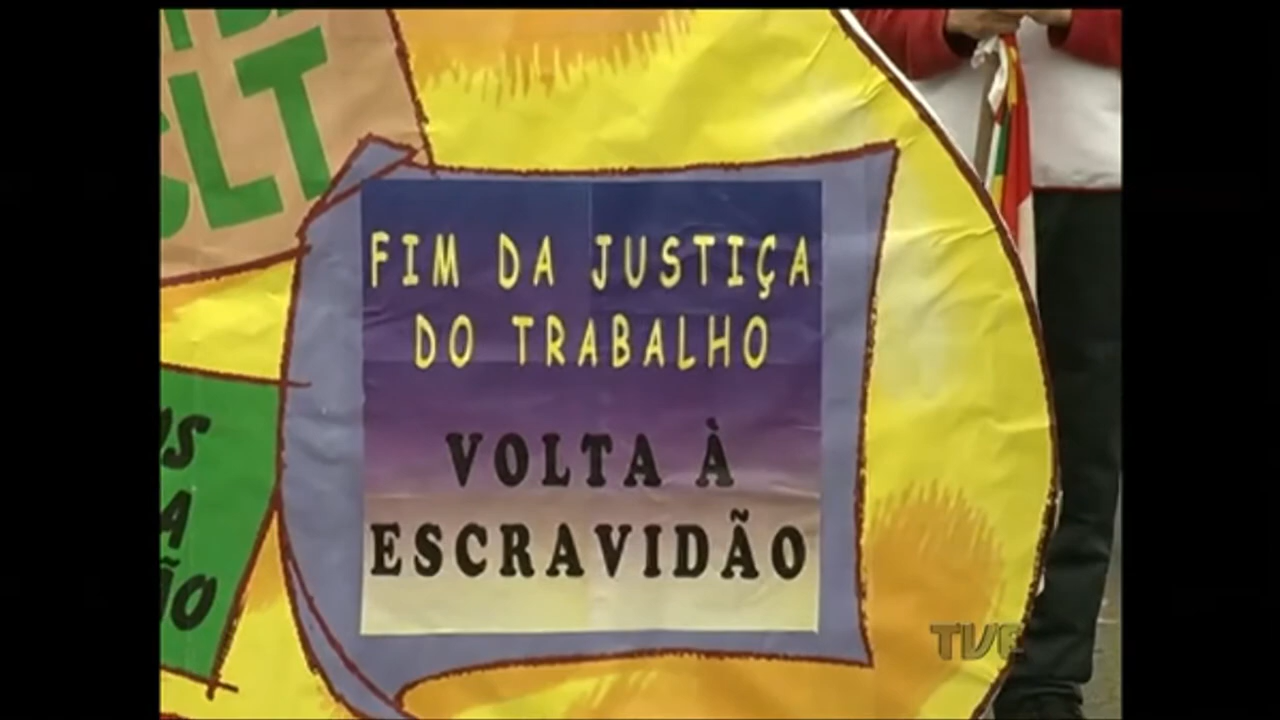 CLT
FIM DA JUSTIÇA
DO TRABALHO
VOLTA À
ESCRAVIDÃO
TVE